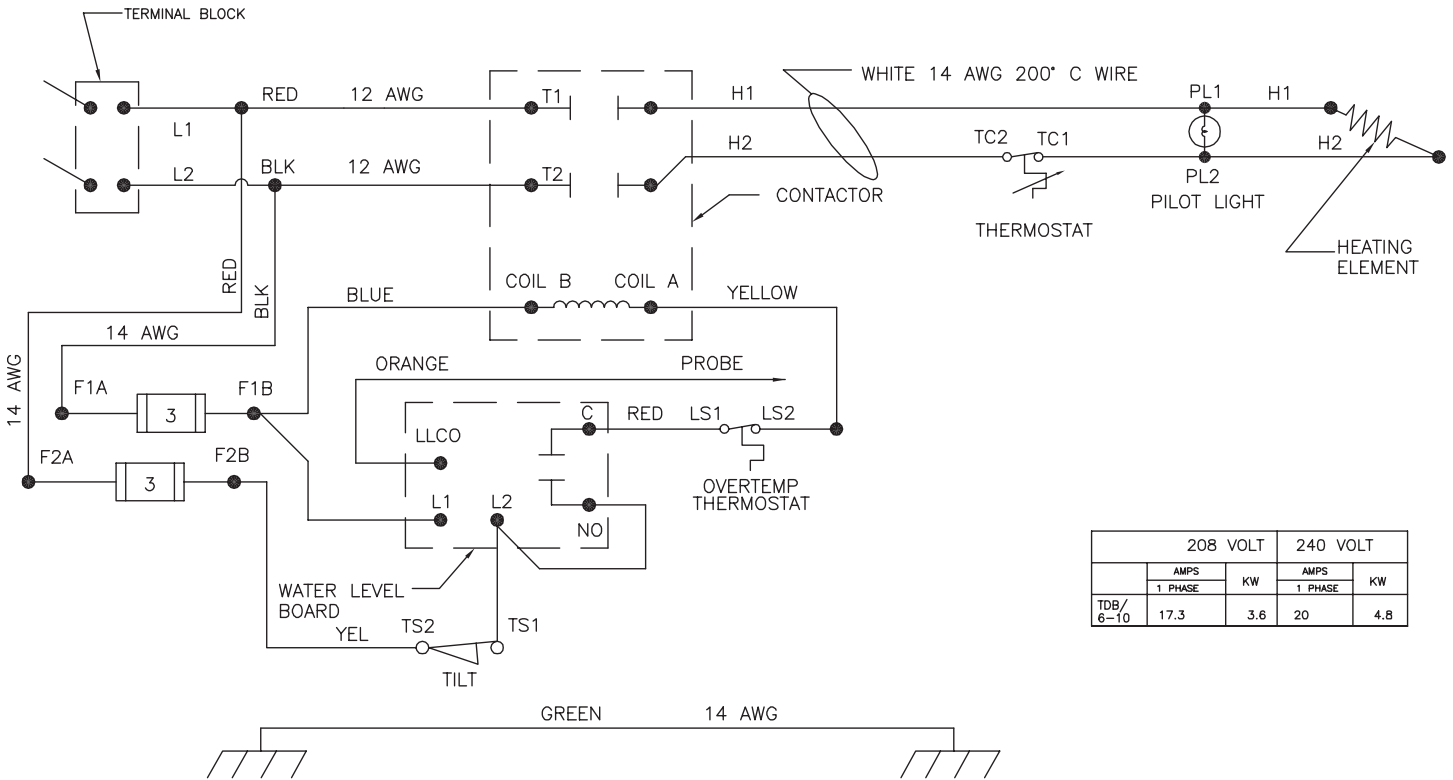 TERMINAL BLOCK
WHITE 14 AWG 200° C WIRE
RED 12 AWG
T1
H1
PL1
H1
L1
H2
TC2 TC1
H2
L2
BLK
12 AWG
T2
PL2
PILOT LIGHT
CONTACTOR
THERMOSTAT
HEATING
ELEMENT
RED
BLK
COIL B COIL A
BLUE
YELLOW
14 AWG
14 AWG
ORANGE
PROBE
F1A
3
F1B
C
RED
LS1 LS2
LLCO
F2A
3
F2B
OVERTEMP
THERMOSTAT
L1
L2
NO
WATER LEVEL
BOARD
YEL
TS2
TS1
TILT
208 VOLT 240 VOLT
AMPS KW AMPS KW
1 PHASE 1 PHASE
TDB/
6-10 17.3 3.6 20 4.8
GREEN 14 AWG